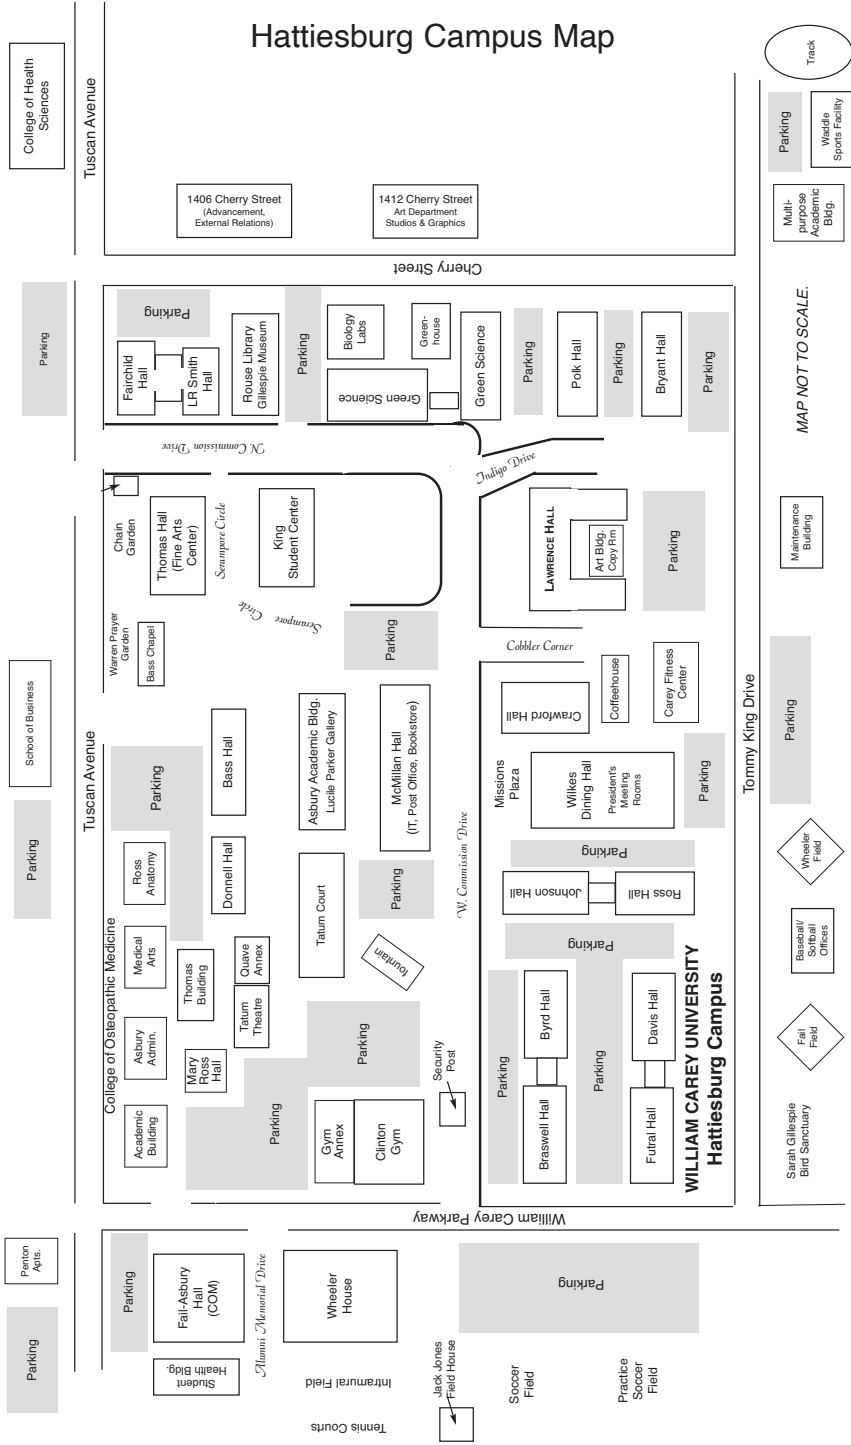 Hattiesburg Campus Map
College of Health
Sciences
Tuscan Avenue
1406 Cherry Street
(Advancement,
External Relations)
1412 Cherry Street
Art Department
Studios & Graphics
Track
Parking
Waddle
Sports Facility
Multi-
purpose
Academic
Bldg.
Cherry Street
Parking
Parking
Fairchild
Hall
LR Smith
Hall
Rouse Library
Gillespie Museum
Parking
Biology
Labs
Green Science
Green-
house
Green Science
Parking
Polk Hall
Parking
Bryant Hall
Parking
MAP NOT TO SCALE.
N. Commission Drive
Indigo Drive
Chain
Garden
Thomas Hall
(Fine Arts
Center)
Serampore Circle
King
Student Center
LAWRENCE HALL
Art Bldg.
Copy Rm
Parking
Maintenance
Building
Warren Prayer
Garden
Bass Chapel
Serampore
Circle
Parking
Cobbler Corner
School of Business
Tuscan Avenue
Parking
Parking
Bass Hall
Asbury Academic Bldg.
Lucile Parker Gallery
McMillan Hall
(IT, Post Office, Bookstore)
Crawford Hall
Coffeehouse
Carey Fitness
Center
Missions
Plaza
Wilkes
Dining Hall
President's
Meeting
Rooms
Parking
Tommy King Drive
Parking
W. Commission Drive
College of Osteopathic Medicine
Ross
Anatomy
Donnell Hall
Tatum Court
Parking
Parking
Johnson Hall
Ross Hall
Wheeler
Field
Medical
Arts
Thomas
Building
Quave
Annex
Tatum
Theatre
fountain
Parking
Baseball/
Softball
Offices
Asbury
Admin.
Mary
Ross
Hall
Parking
Security
Post
Parking
Byrd Hall
Parking
Davis Hall
Fail
Field
Academic
Building
Parking
Gym
Annex
Clinton
Gym
Braswell Hall
Futral Hall
WILLIAM CAREY UNIVERSITY
Hattiesburg Campus
Sarah Gillespie
Bird Sanctuary
William Carey Parkway
Penton
Apts.
Parking
Parking
Fail-Asbury
Hall
(COM)
Alumni Memorial Drive
Wheeler
House
Parking
Student
Health Bldg.
Intramural Field
Tennis Courts
Jack Jones
Field House
Soccer
Field
Practice
Soccer
Field